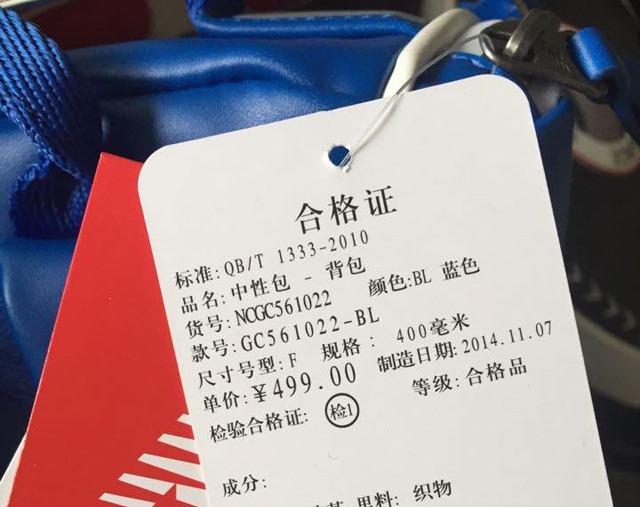 合格证
标准: QB/T 1333-2010
品名: 中性包 - 背包
货号: NCGC561022 颜色: BL 蓝色
款号: GC561022-BL
尺寸号型: F 规格: 400毫米 制造日期: 2014.11.07
单价: ¥499.00 等级: 合格品
检验合格证: 检1
成分:
里料: 织物